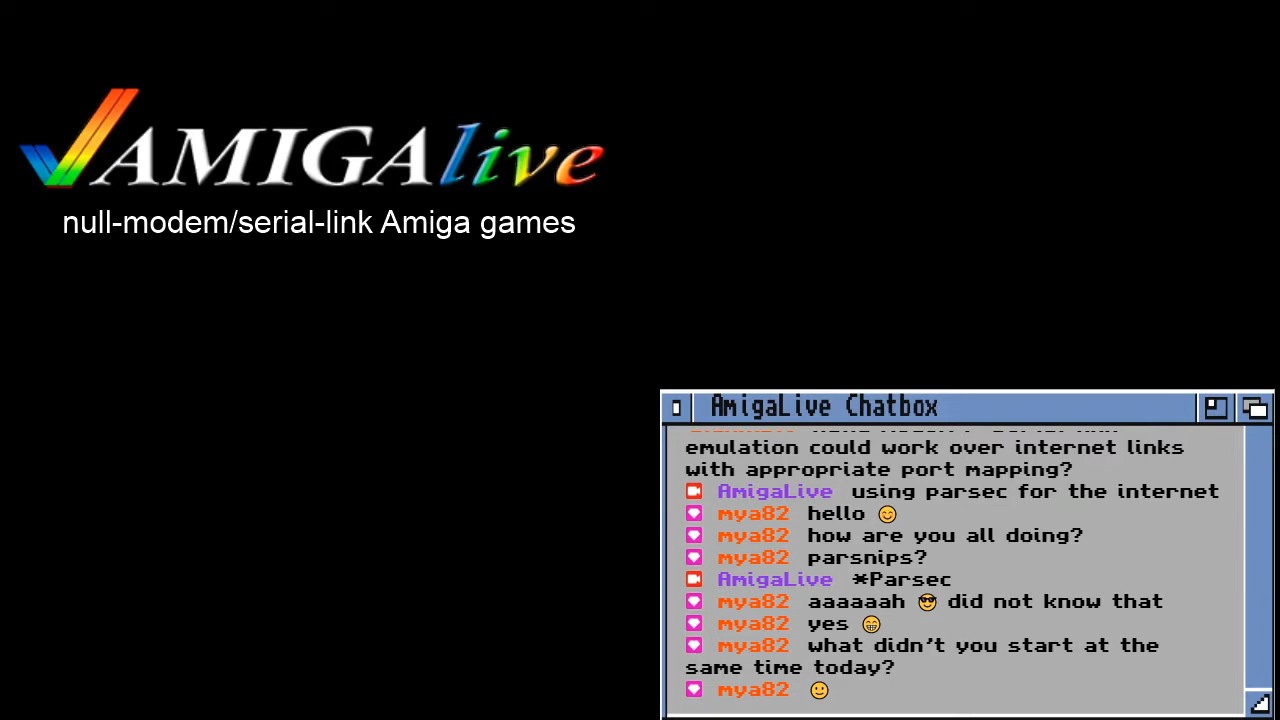 AMIGAlive
null-modem/serial-link Amiga games
AmigaLive Chatbox
emulation could work over internet links
with appropriate port mapping?
AmigaLive using parsec for the internet
mya82 hello 😊
mya82 how are you all doing?
mya82 parsnips?
AmigaLive *Parsec
mya82 aaaaaah 😎 did not know that
mya82 yes 😁
mya82 what didn't you start at the
same time today?
mya82 🙂